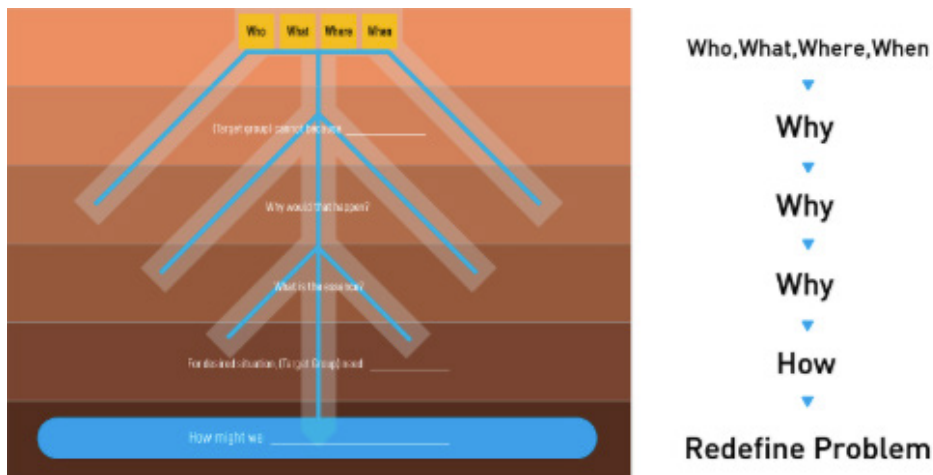 Who What Where When
(Target group) cannot because
Why would that happen?
What is the essence?
For desired situation, (Target Group) need
How might we
Who,What,Where,When
Why
Why
Why
How
Redefine Problem